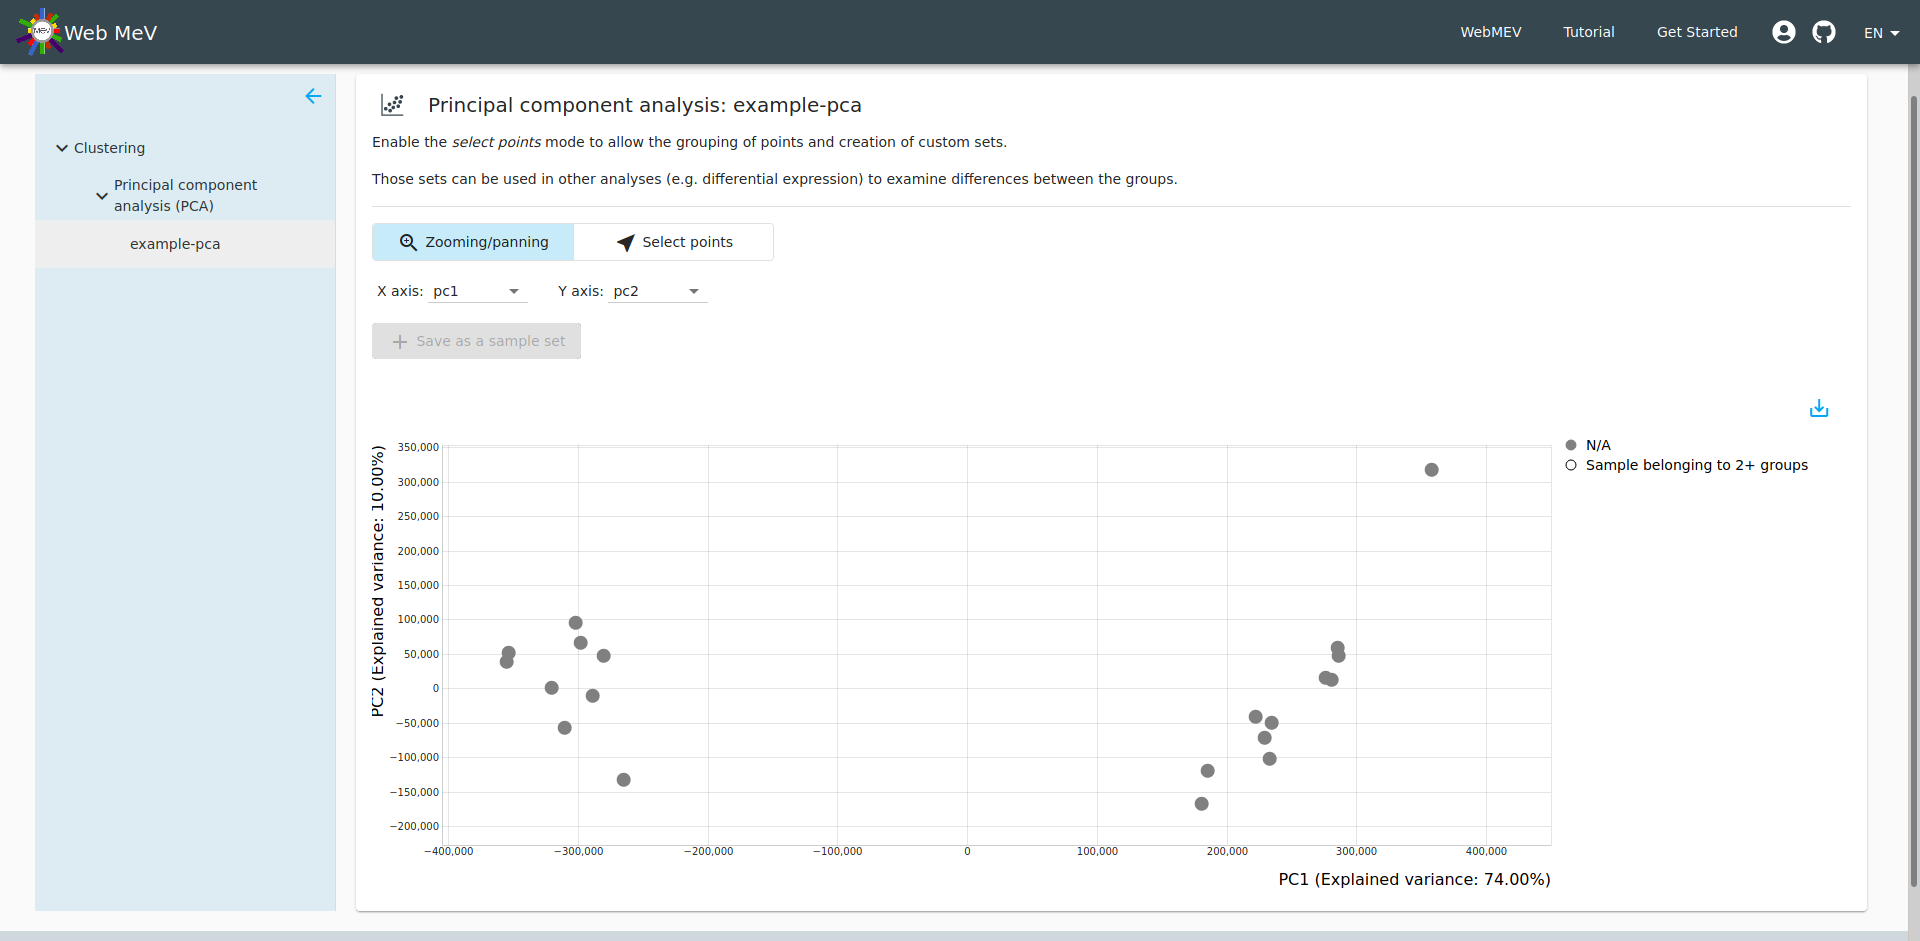 MEV
Web MeV
WebMEV
Tutorial
Get Started
EN
Clustering
Principal component
analysis (PCA)
example-pca
Principal component analysis: example-pca
Enable the select points mode to allow the grouping of points and creation of custom sets.
Those sets can be used in other analyses (e.g. differential expression) to examine differences between the groups.
Zooming/panning
Select points
X axis: pc1
Y axis: pc2
Save as a sample set
N/A
Sample belonging to 2+ groups
PC2 (Explained variance: 10.00%)
350,000
300,000
250,000
200,000
150,000
100,000
50,000
0
−50,000
−100,000
−150,000
−200,000
−400,000
−300,000
−200,000
−100,000
0
100,000
200,000
300,000
400,000
PC1 (Explained variance: 74.00%)